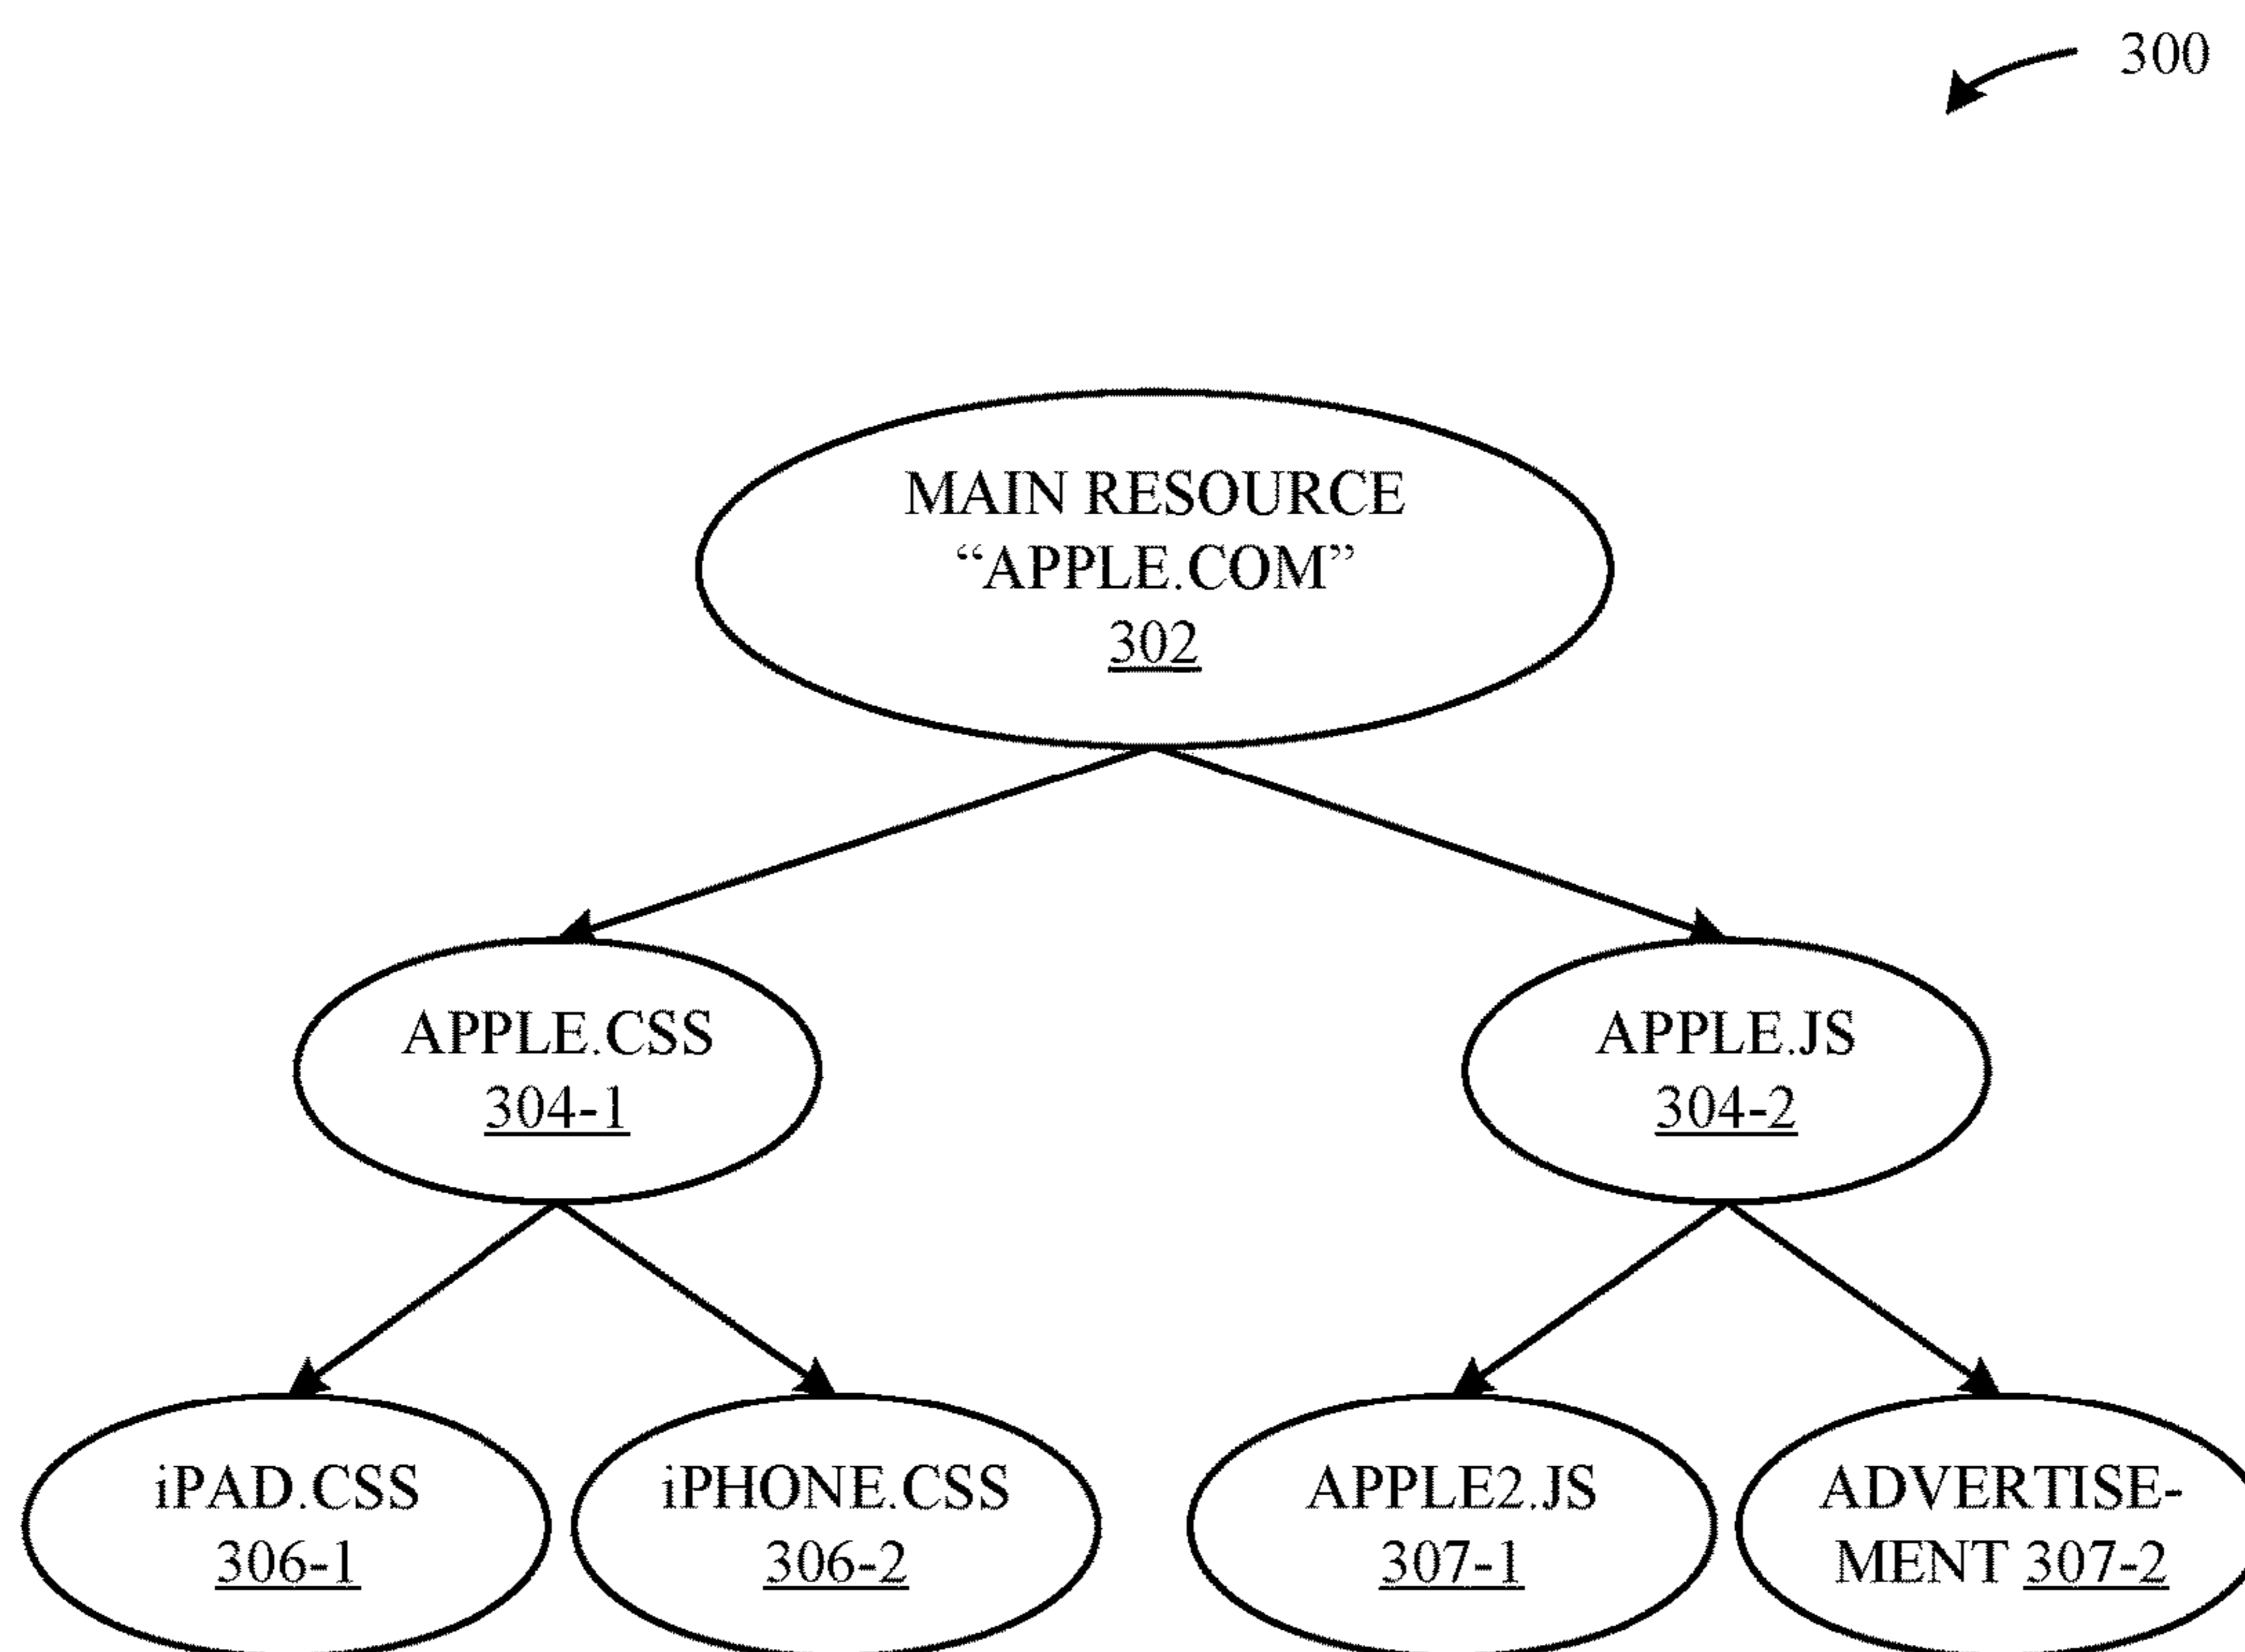 300
MAIN RESOURCE
“APPLE.COM”
302
APPLE.CSS
304-1
APPLE.JS
304-2
iPAD.CSS
306-1
iPHONE.CSS
306-2
APPLE2.JS
307-1
ADVERTISE-
MENT 307-2